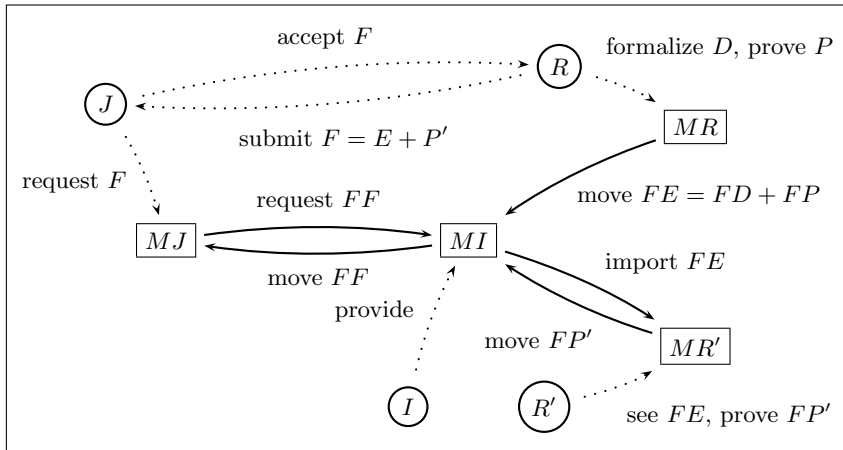 accept F
R
formalize D, prove P
J
MR
submit F = E + P′
request F
move FE = FD + FP
request FF
MJ
MI
import FE
move FF
provide
move FP′
MR′
I
R′
see FE, prove FP′